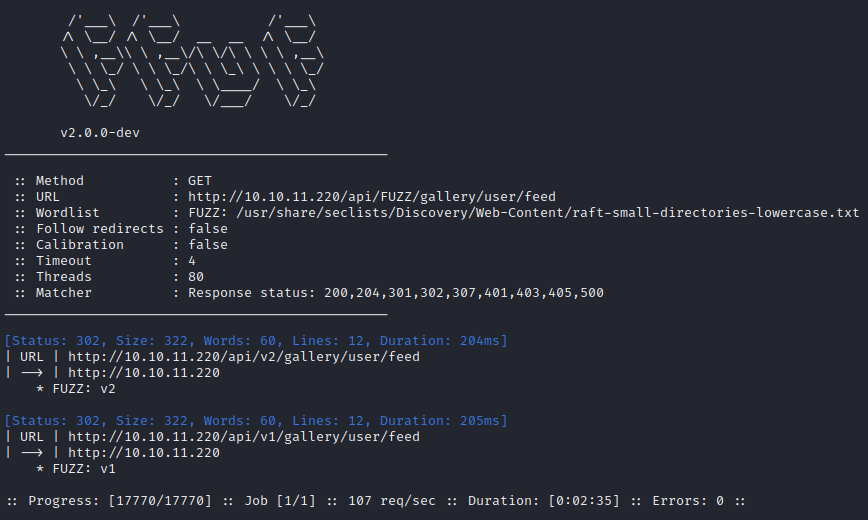 /'___\  /'___\           /'___\
       /\ \__/ /\ \__/  __  __  /\ \__/
       \ \ ,__\\ \ ,__\/\ \/\ \ \ \ ,__\
        \ \ \_/ \ \ \_/\ \ \_\ \ \ \ \_/
         \ \_\   \ \_\  \ \____/  \ \_\
          \/_/    \/_/   \/___/    \/_/
v2.0.0-dev
________________________________________________
:: Method : GET
:: URL : http://10.10.11.220/api/FUZZ/gallery/user/feed
:: Wordlist : FUZZ: /usr/share/seclists/Discovery/Web-Content/raft-small-directories-lowercase.txt
:: Follow redirects : false
:: Calibration : false
:: Timeout : 4
:: Threads : 80
:: Matcher : Response status: 200,204,301,302,307,401,403,405,500
________________________________________________
[Status: 302, Size: 322, Words: 60, Lines: 12, Duration: 204ms]
| URL | http://10.10.11.220/api/v2/gallery/user/feed
| --> | http://10.10.11.220
* FUZZ: v2
[Status: 302, Size: 322, Words: 60, Lines: 12, Duration: 205ms]
| URL | http://10.10.11.220/api/v1/gallery/user/feed
| --> | http://10.10.11.220
* FUZZ: v1
:: Progress: [17770/17770] :: Job [1/1] :: 107 req/sec :: Duration: [0:02:35] :: Errors: 0 ::